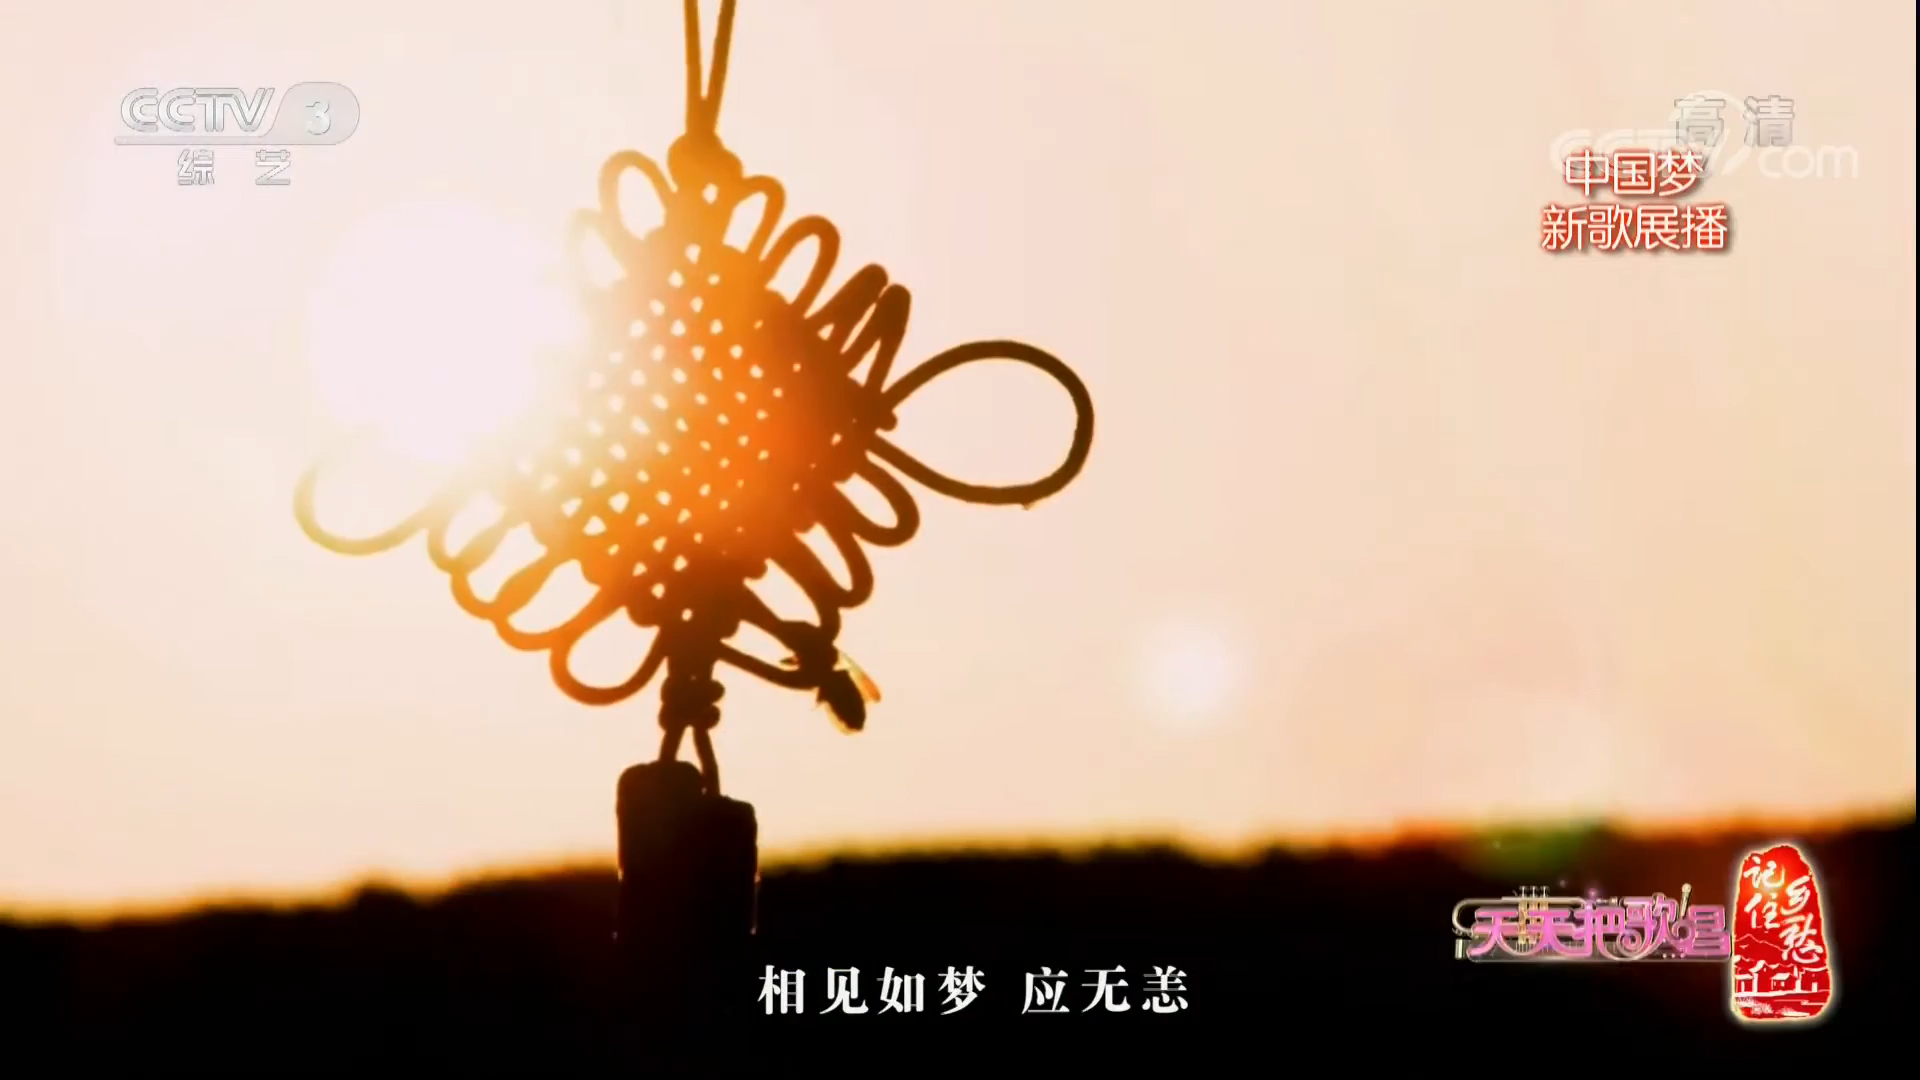 CCTV 3
综艺
高清
CCTV.com
中国梦
新歌展播
天天把歌唱
记住乡愁
相见如梦 应无恙